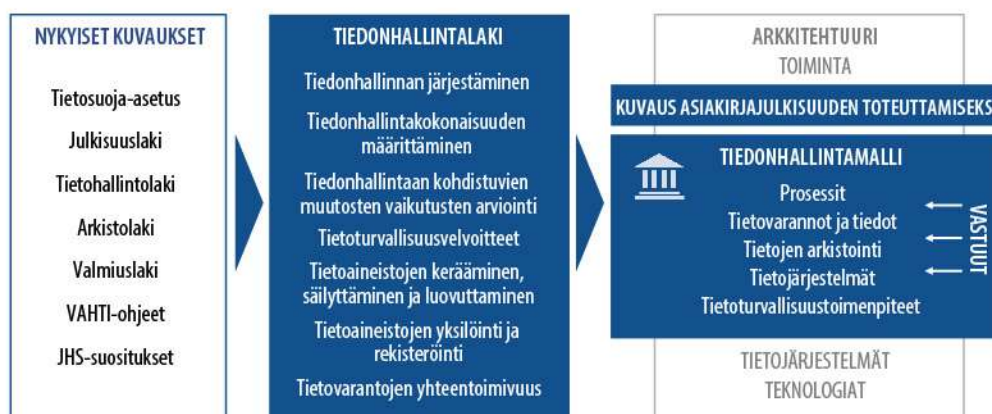 NYKYISET KUVAUKSET
Tietosuoja-asetus
Julkisuuslaki
Tietohallintolaki
Arkistolaki
Valmiuslaki
VAHTI-ohjeet
JHS-suositukset
TIEDONHALLINTALAKI
Tiedonhallinnan järjestäminen
Tiedonhallintakokonaisuuden
määrittäminen
Tiedonhallintaan kohdistuvien
muutosten vaikutusten arviointi
Tietoturvallisuusvelvoitteet
Tietoaineistojen kerääminen,
säilyttäminen ja luovuttaminen
Tietoaineistojen yksilöinti ja
rekisteröinti
Tietovarantojen yhteentoimivuus
ARKKITEHTUURI
TOIMINTA
KUVAUS ASIAKIRJAJULKISUUDEN TOTEUTTAMISEKS
TIEDONHALLINTAMALLI
Prosessit
Tietovarannot ja tiedot
Tietojen arkistointi
Tietojärjestelmät
Tietoturvallisuustoimenpiteet
VASTUUT
TIETOJÄRJESTELMÄT
TEKNOLOGIAT